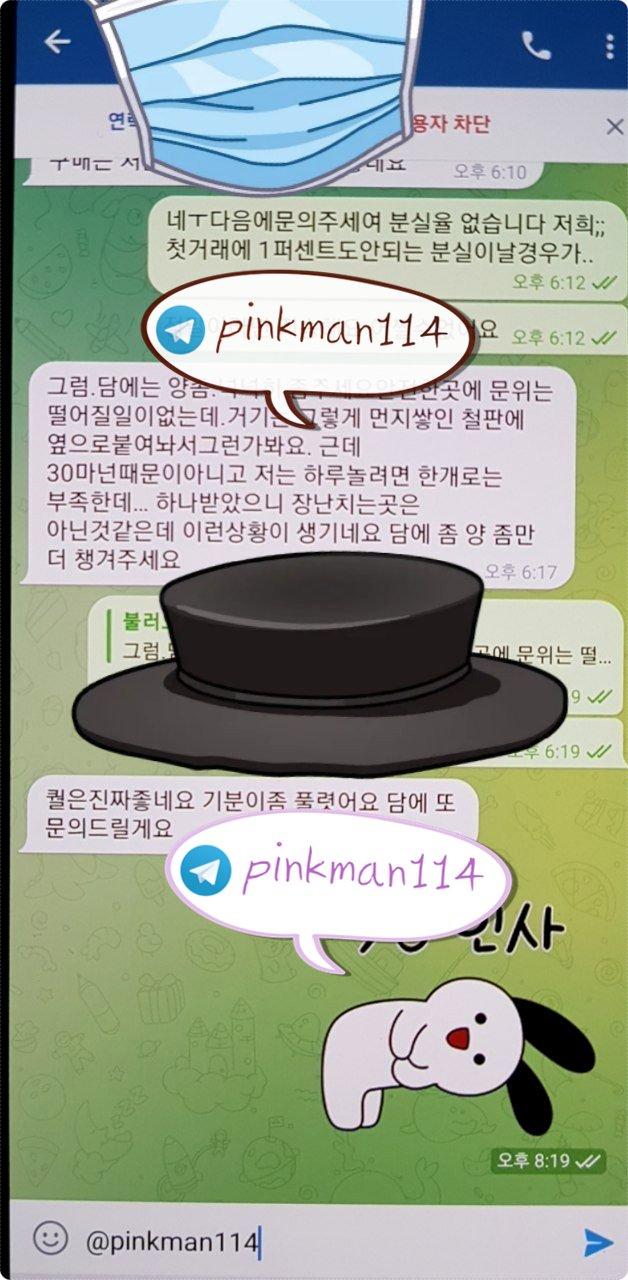 용자 차단
오후 6:10
네ㅜ다음에문의주세여 분실율 없습니다 저희;;
첫거래에 1퍼센트도안되는 분실이날경우가..
오후 6:12
pinkman114
요
오후 6:12
그럼.담에는
문위는
떨어질일이없는데.거기는그렇게 먼지쌓인 철판에
옆으로붙여놔서그런가봐요. 근데
30마넌때문이아니고 저는 하루놀려면 한개로는
부족한데... 하나받았으니 장난치는곳은
아닌것같은데 이런상황이 생기네요 담에 좀 양 좀만
더 챙겨주세요
오후 6:17
불러
그럼.
곳에 문위는 떨...
9
오후 6:19
퀄은진짜좋네요 기분이좀 풀렷어요 담에 또
문의드릴게요
pinkman114
인사
오후 8:19
@pinkman114